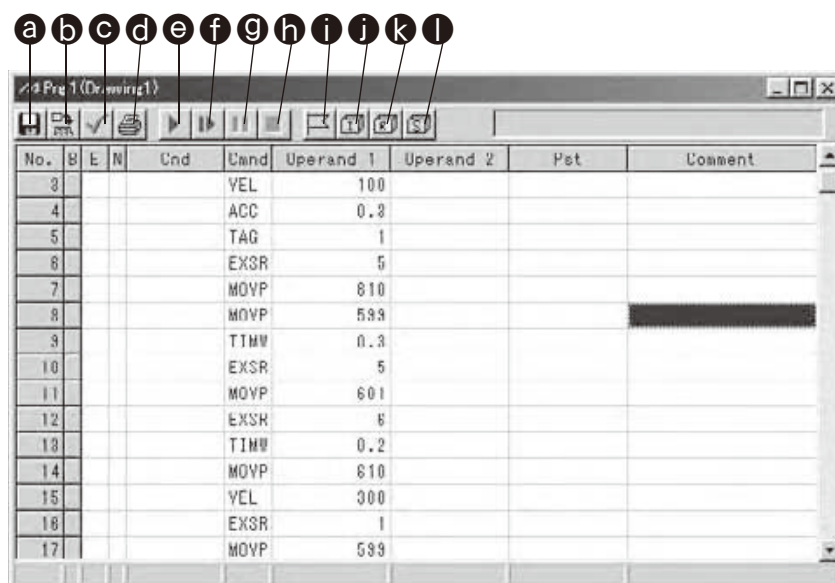 a b c d e f g h i j k l
Prg 1 (Drawing1)
T R S
No. B E N Cnd Cmnd Operand 1 Operand 2 Pst Comment
3 VEL 100
4 ACC 0.3
5 TAG 1
6 EXSR 5
7 MOVP 610
8 MOVP 599
9 TIMW 0.3
10 EXSR 5
11 MOVP 601
12 EXSR 6
13 TIMW 0.2
14 MOVP 610
15 VEL 300
16 EXSR 1
17 MOVP 599